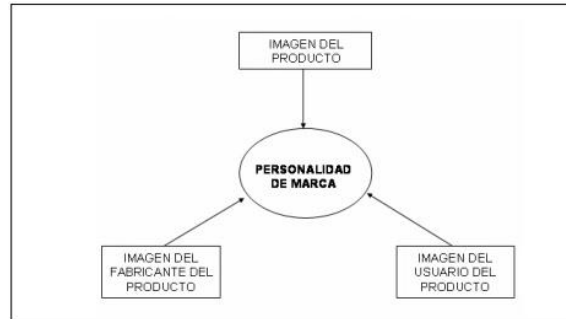 IMAGEN DEL
PRODUCTO
PERSONALIDAD
DE MARCA
IMAGEN DEL
FABRICANTE DEL
PRODUCTO
IMAGEN DEL
USUARIO DEL
PRODUCTO